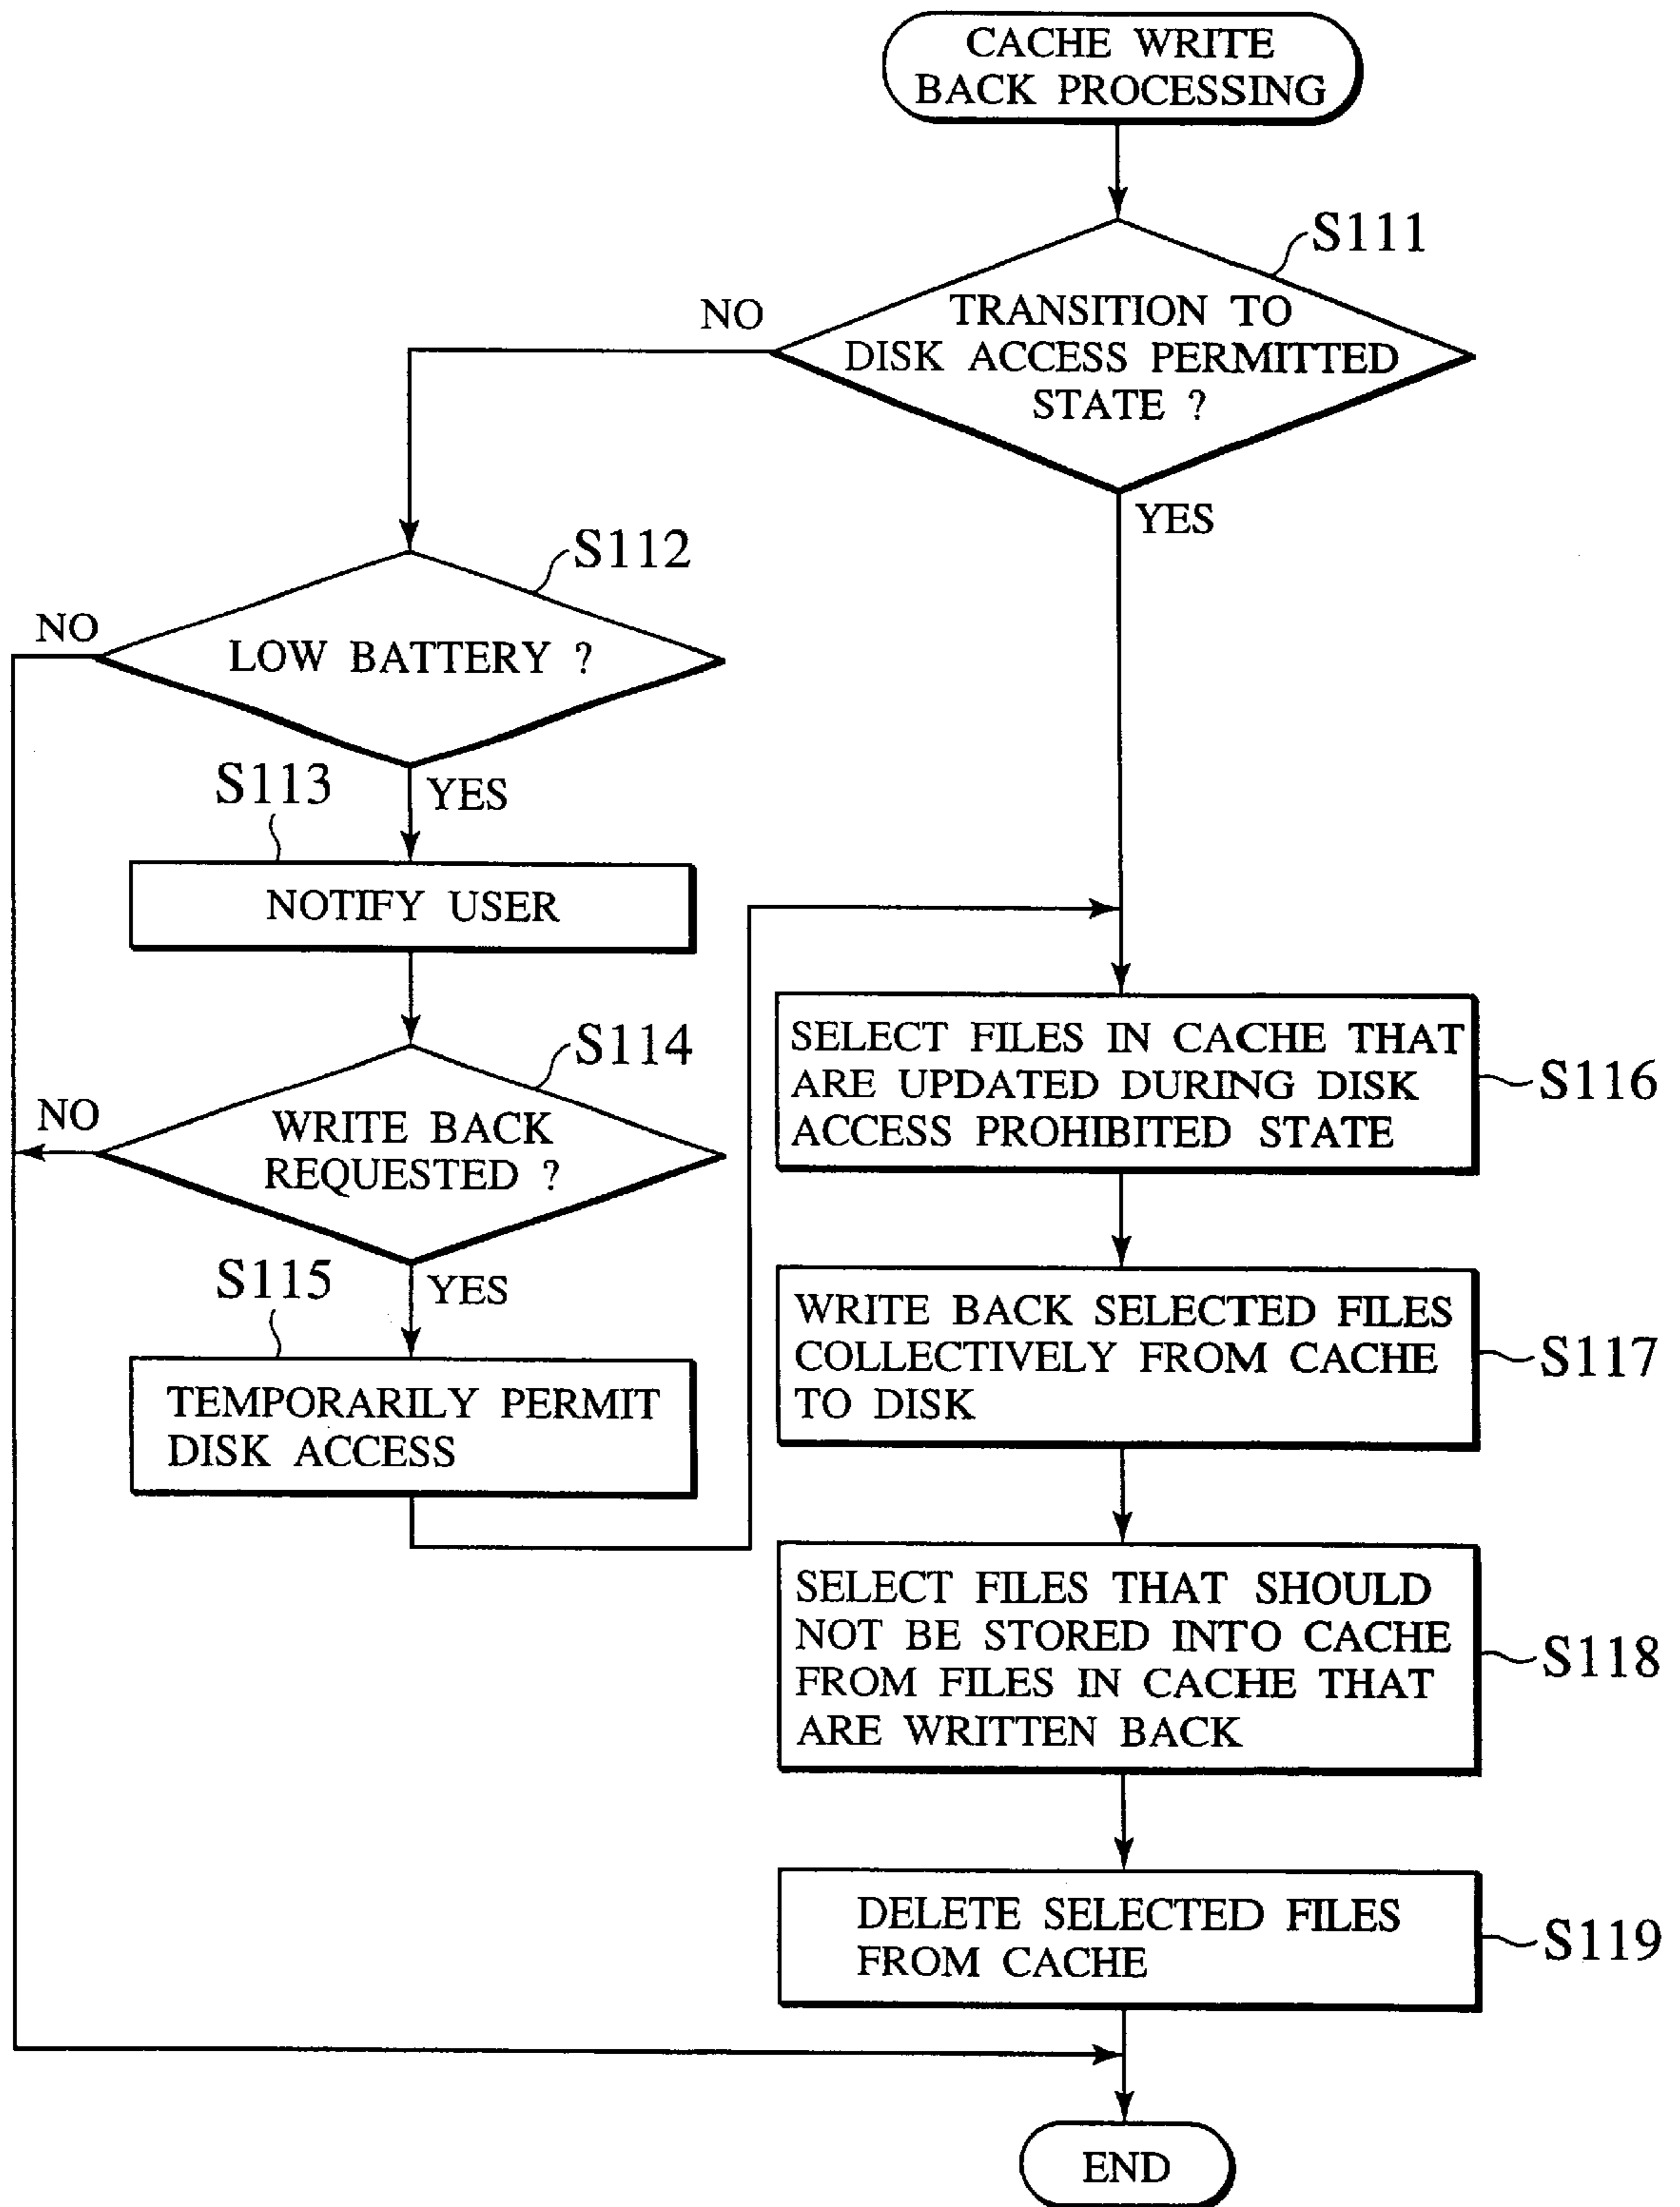 CACHE WRITE
BACK PROCESSING
S111
NO
TRANSITION TO
DISK ACCESS PERMITTED
STATE ?
YES
S112
NO
LOW BATTERY ?
S113
YES
NOTIFY USER
S114
NO
WRITE BACK
REQUESTED ?
S115
YES
TEMPORARILY PERMIT
DISK ACCESS
SELECT FILES IN CACHE THAT
ARE UPDATED DURING DISK
ACCESS PROHIBITED STATE
S116
WRITE BACK SELECTED FILES
COLLECTIVELY FROM CACHE
TO DISK
S117
SELECT FILES THAT SHOULD
NOT BE STORED INTO CACHE
FROM FILES IN CACHE THAT
ARE WRITTEN BACK
S118
DELETE SELECTED FILES
FROM CACHE
S119
END